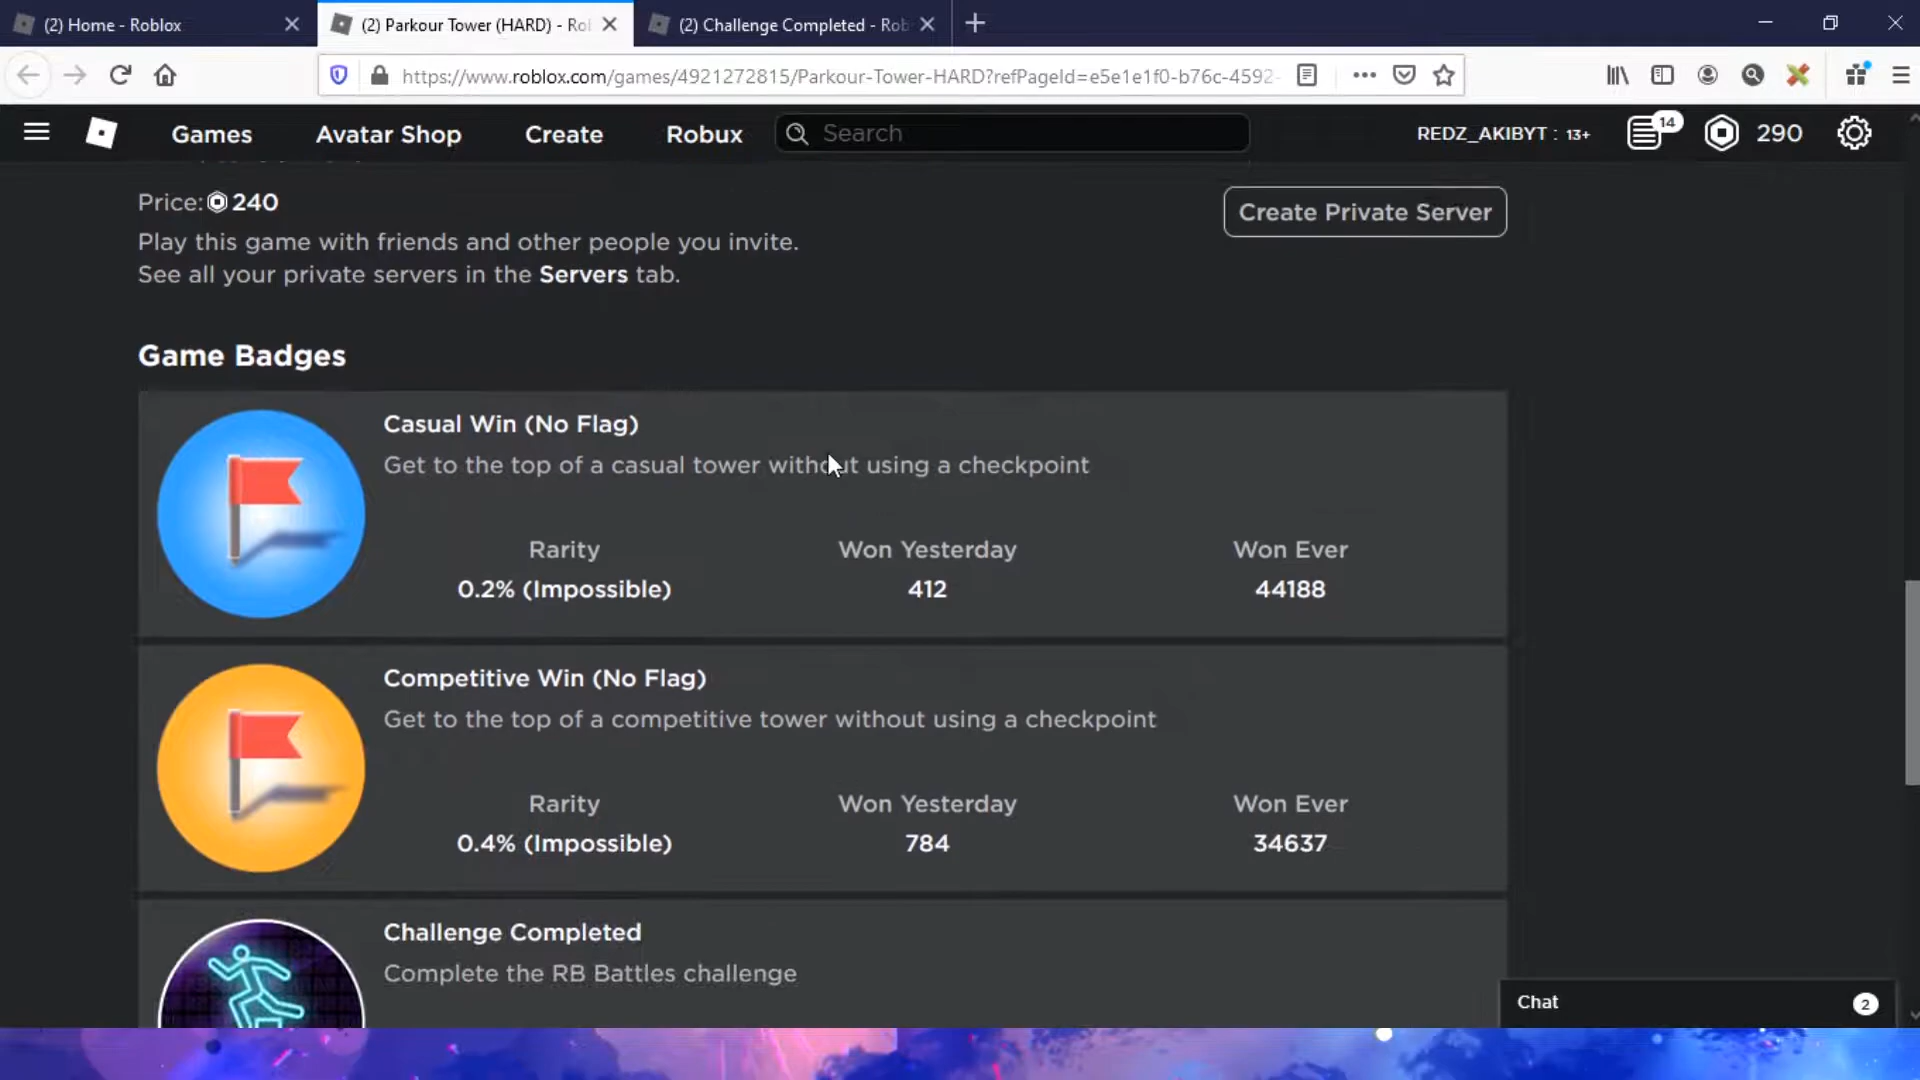 (2) Home - Roblox
(2) Parkour Tower (HARD) - Rob
(2) Challenge Completed - Rob
https://www.roblox.com/games/4921272815/Parkour-Tower-HARD?refPageId=e5e1e1f0-b76c-4592-
Games
Avatar Shop
Create
Robux
Search
REDZ_AKIBYT : 13+
14
290
Price: 240
Create Private Server
Play this game with friends and other people you invite.
See all your private servers in the Servers tab.
Game Badges
Casual Win (No Flag)
Get to the top of a casual tower without using a checkpoint
Rarity
Won Yesterday
Won Ever
0.2% (Impossible)
412
44188
Competitive Win (No Flag)
Get to the top of a competitive tower without using a checkpoint
Rarity
Won Yesterday
Won Ever
0.4% (Impossible)
784
34637
Challenge Completed
Complete the RB Battles challenge
Chat
2